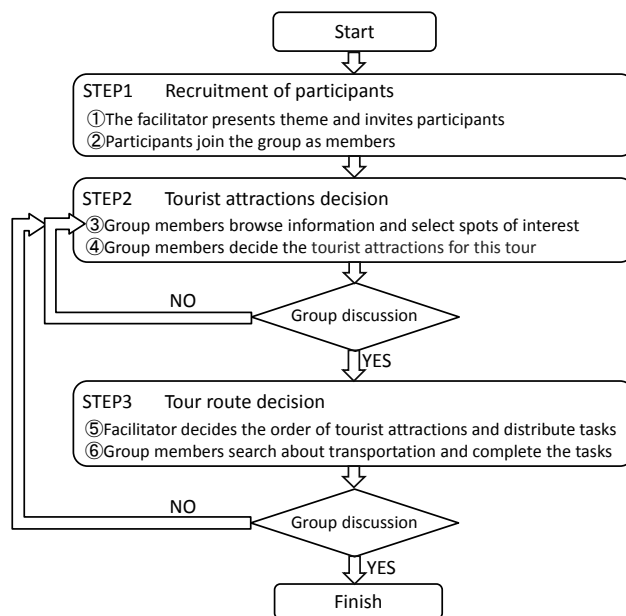 Start
STEP1 Recruitment of participants
①The facilitator presents theme and invites participants
②Participants join the group as members
STEP2 Tourist attractions decision
③Group members browse information and select spots of interest
④Group members decide the tourist attractions for this tour
NO
Group discussion
YES
STEP3 Tour route decision
⑤Facilitator decides the order of tourist attractions and distribute tasks
⑥Group members search about transportation and complete the tasks
NO
Group discussion
YES
Finish